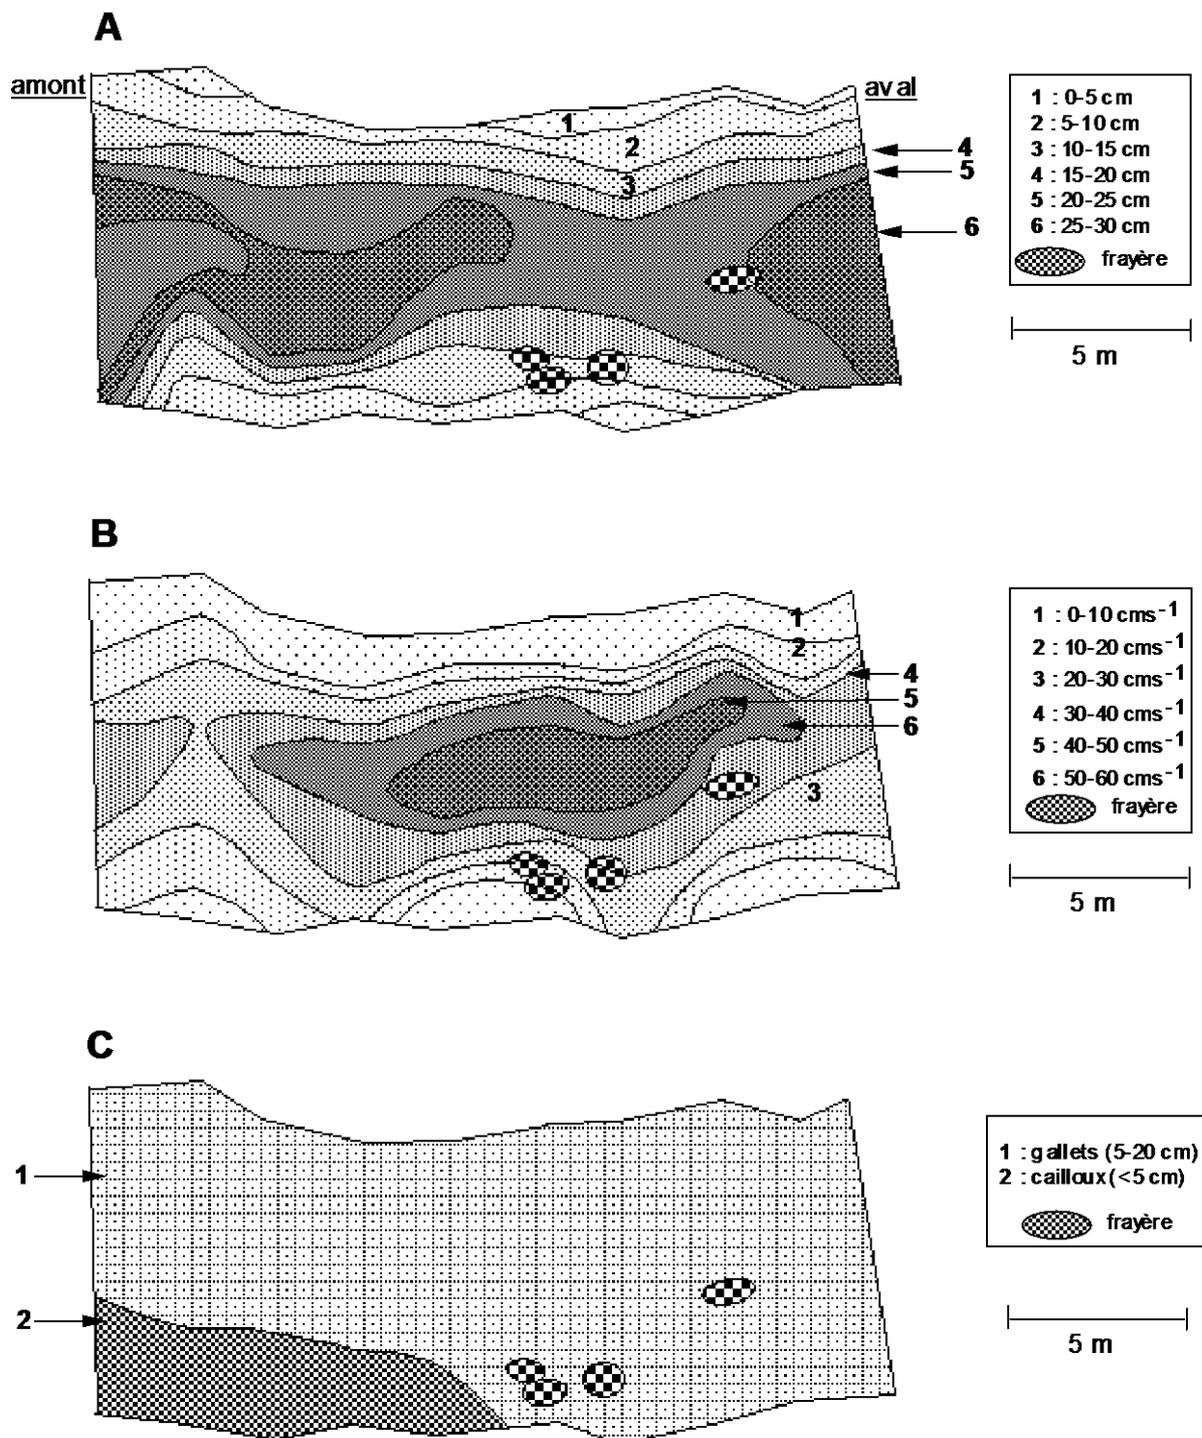 A
amont
aval
1 : 0-5 cm
2 : 5-10 cm
3 : 10-15 cm
4 : 15-20 cm
5 : 20-25 cm
6 : 25-30 cm
frayère
1
2
3
4
5
6
5 m
B
1 : 0-10 cms-1
2 : 10-20 cms-1
3 : 20-30 cms-1
4 : 30-40 cms-1
5 : 40-50 cms-1
6 : 50-60 cms-1
frayère
1
2
4
5
6
3
5 m
C
1
2
1 : gallets (5-20 cm)
2 : cailloux (<5 cm)
frayère
5 m